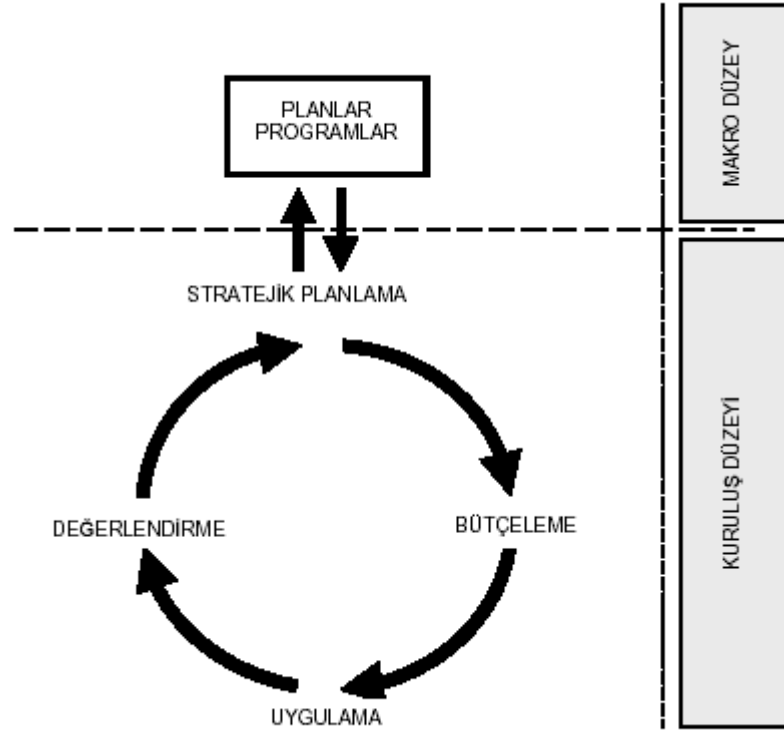 PLANLAR
PROGRAMLAR
MAKRO DÜZEY
STRATEJİK PLANLAMA
DEĞERLENDİRME
BÜTÇELEME
KURULUŞ DÜZEYİ
UYGULAMA